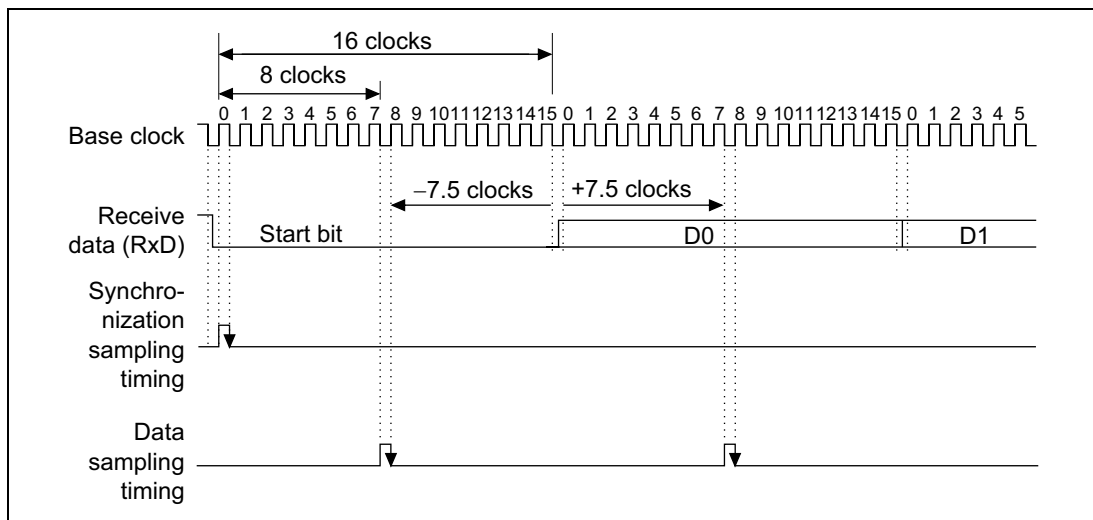 16 clocks
8 clocks
0 1 2 3 4 5 6 7 8 9 10 11 12 13 14 15 0 1 2 3 4 5 6 7 8 9 10 11 12 13 14 15 0 1 2 3 4 5
Base clock
−7.5 clocks
+7.5 clocks
Receive
data (RxD)
Start bit
D0
D1
Synchro-
nization
sampling
timing
Data
sampling
timing